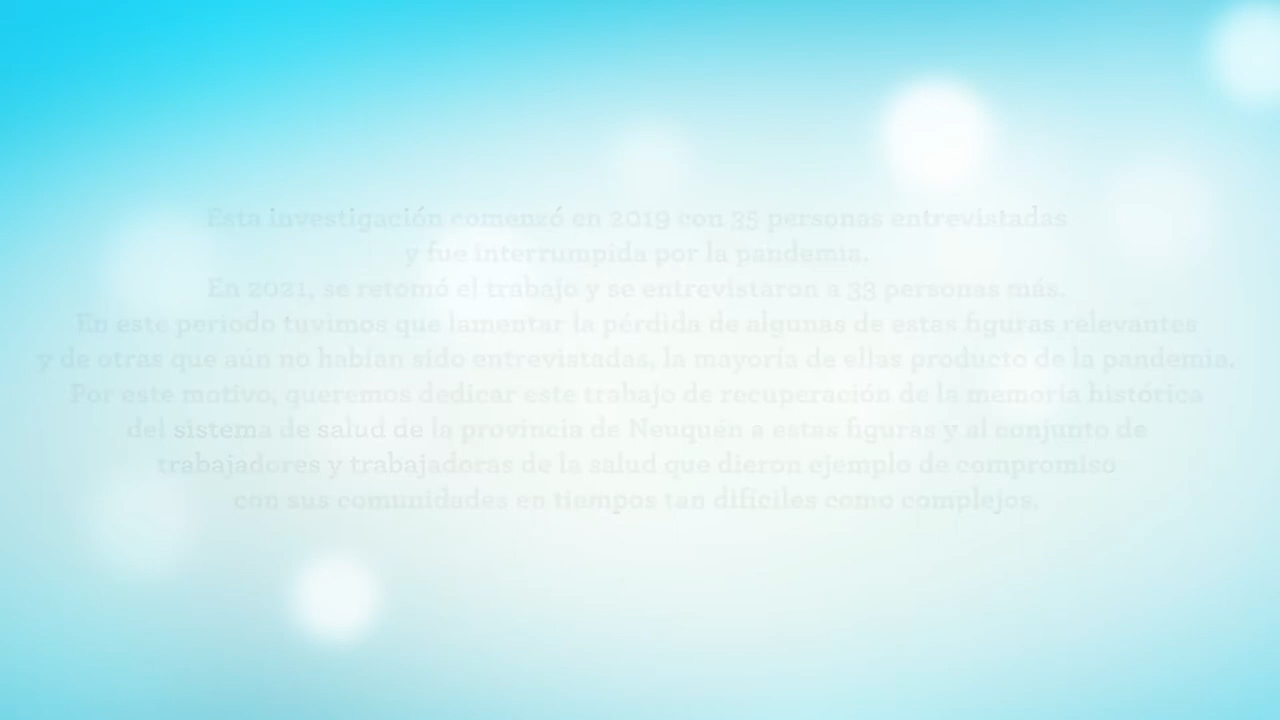 Esta investigación comenzó en 2019 con 35 personas entrevistadas
y fue interrumpida por la pandemia.
En 2021, se retomó el trabajo y se entrevistaron a 33 personas más.
En este periodo tuvimos que lamentar la pérdida de algunas de estas figuras relevantes
y de otras que aún no habían sido entrevistadas, la mayoría de ellas producto de la pandemia.
Por este motivo, queremos dedicar este trabajo de recuperación de la memoria histórica
del sistema de salud de la provincia de Neuquén a estas figuras y al conjunto de
trabajadores y trabajadoras de la salud que dieron ejemplo de compromiso
con sus comunidades en tiempos tan difíciles como complejos.